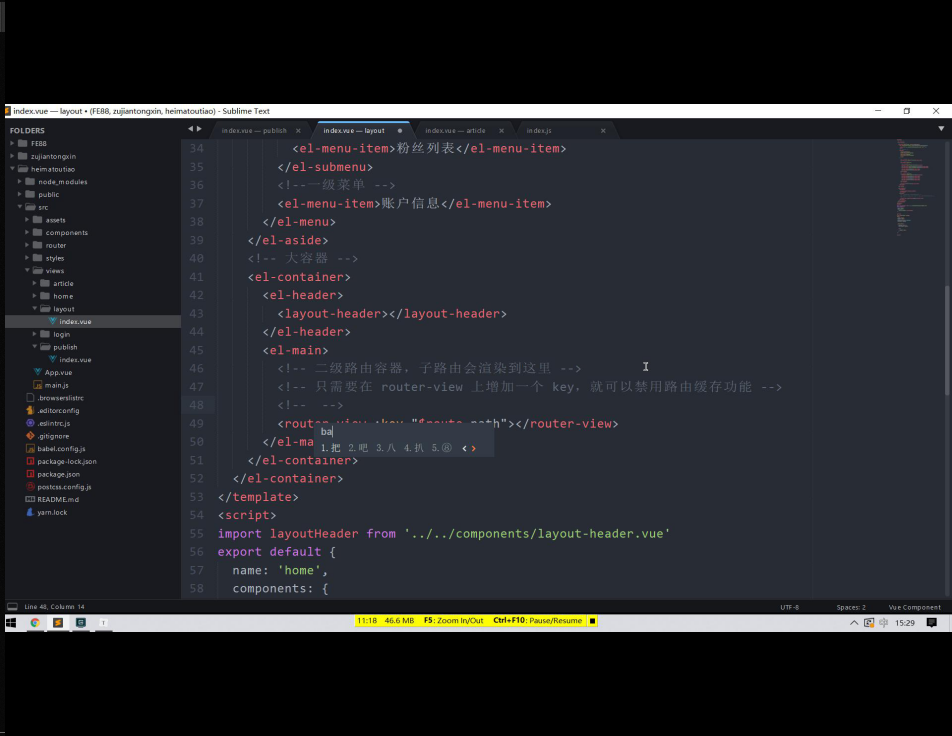 index.vue — layout • (FE88, zujiantongxin, heimatoutiao) - Sublime Text
FOLDERS
FE88
zujiantongxin
heimatoutiao
node_modules
public
src
assets
components
router
styles
views
article
home
layout
index.vue
login
publish
index.vue
App.vue
main.js
.browserslistrc
.editorconfig
.eslintrc.js
.gitignore
babel.config.js
package-lock.json
package.json
postcss.config.js
README.md
yarn.lock
index.vue — publish
index.vue — layout
index.vue — article
index.js
34 <el-menu-item>粉丝列表</el-menu-item>
35 </el-submenu>
36 <!--一级菜单 -->
37 <el-menu-item>账户信息</el-menu-item>
38 </el-menu>
39 </el-aside>
40 <!-- 大容器 -->
41 <el-container>
42 <el-header>
43 <layout-header></layout-header>
44 </el-header>
45 <el-main>
46 <!-- 二级路由容器，子路由会渲染到这里 -->
47 <!-- 只需要在 router-view 上增加一个 key，就可以禁用路由缓存功能 -->
48 <!-- -->
49 <router-view :key="$route.path"></router-view>
ba
1.把 2.吧 3.八 4.扒 5.⑧ < >
50 </el-ma
51 </el-container>
52 </el-container>
53 </template>
54 <script>
55 import layoutHeader from '../../components/layout-header.vue'
56 export default {
57 name: 'home',
58 components: {
Line 48, Column 14
UTF-8
Spaces: 2
Vue Component
11:18 46.6 MB F5: Zoom In/Out Ctrl+F10: Pause/Resume
中
15:29